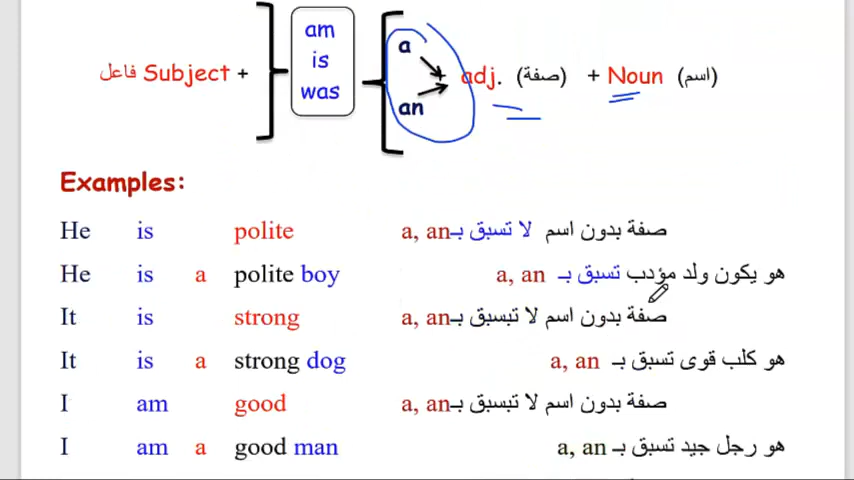 am
is
was
فاعل Subject +
a
an
+ adj. (صفة) + Noun (اسم)
Examples:
He is polite صفة بدون اسم لا تسبق بـ a, an
He is a polite boy هو يكون ولد مؤدب تسبق بـ a, an
It is strong صفة بدون اسم لا تبسبق بـ a, an
It is a strong dog هو كلب قوى تسبق بـ a, an
I am good صفة بدون اسم لا تبسبق بـ a, an
I am a good man هو رجل جيد تسبق بـ a, an